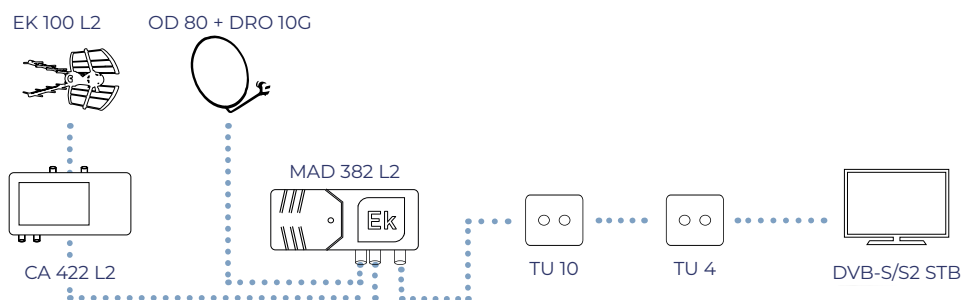 EK 100 L2
OD 80 + DRO 10G
MAD 382 L2
Ek
CA 422 L2
TU 10
TU 4
DVB-S/S2 STB